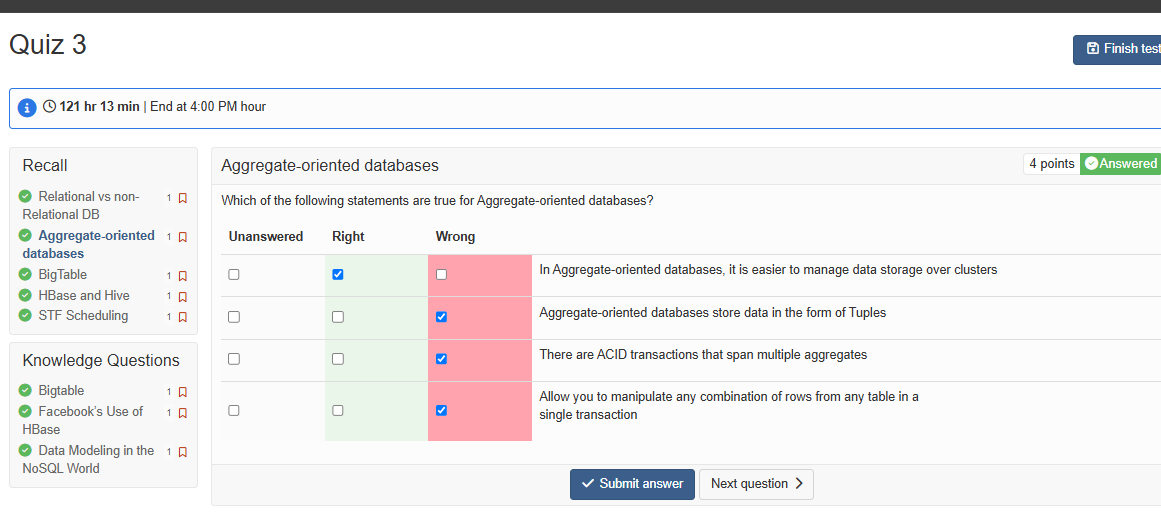 Quiz 3
Finish test
121 hr 13 min | End at 4:00 PM hour
Recall
Relational vs non- 1
Relational DB
Aggregate-oriented 1
databases
BigTable 1
HBase and Hive 1
STF Scheduling 1
Knowledge Questions
Bigtable 1
Facebook's Use of 1
HBase
Data Modeling in the 1
NoSQL World
Aggregate-oriented databases
4 points Answered
Which of the following statements are true for Aggregate-oriented databases?
Unanswered Right Wrong
In Aggregate-oriented databases, it is easier to manage data storage over clusters
Aggregate-oriented databases store data in the form of Tuples
There are ACID transactions that span multiple aggregates
Allow you to manipulate any combination of rows from any table in a
single transaction
Submit answer Next question